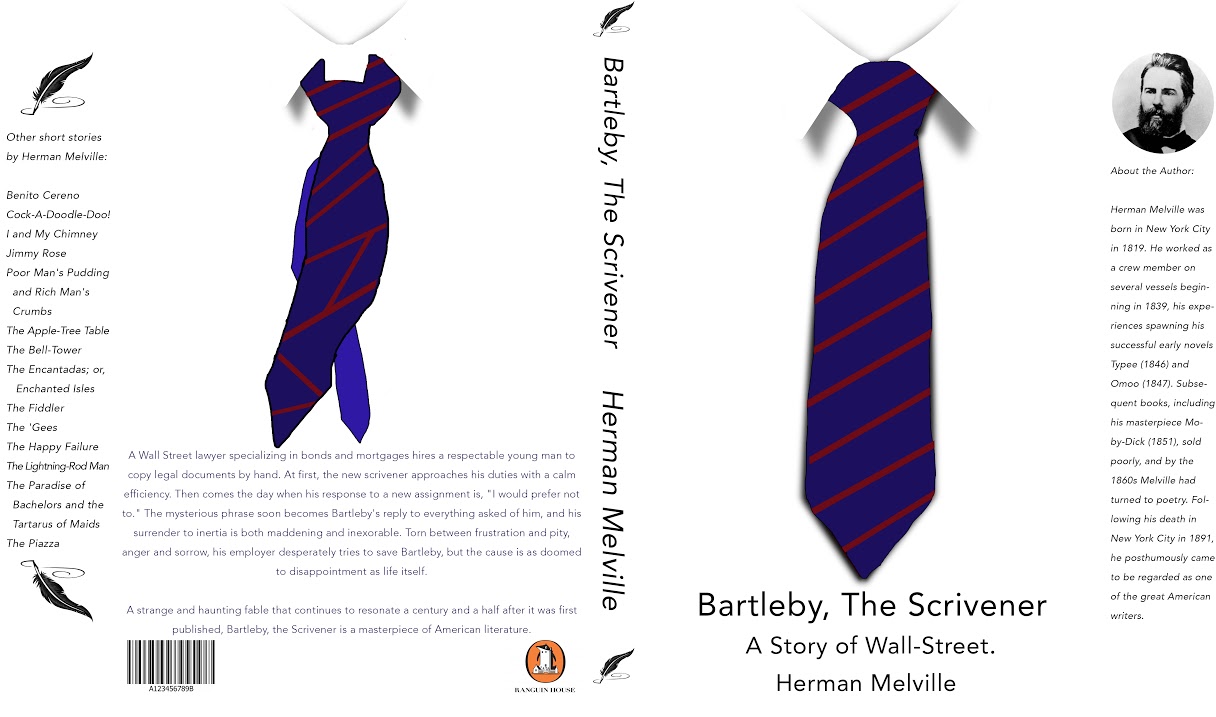 Other short stories
by Herman Melville:
Benito Cereno
Cock-A-Doodle-Doo!
I and My Chimney
Jimmy Rose
Poor Man's Pudding
and Rich Man's
Crumbs
The Apple-Tree Table
The Bell-Tower
The Encantadas; or,
Enchanted Isles
The Fiddler
The 'Gees
The Happy Failure
The Lightning-Rod Man
The Paradise of
Bachelors and the
Tartarus of Maids
The Piazza
A Wall Street lawyer specializing in bonds and mortgages hires a respectable young man to
copy legal documents by hand. At first, the new scrivener approaches his duties with a calm
efficiency. Then comes the day when his response to a new assignment is, "I would prefer not
to." The mysterious phrase soon becomes Bartleby's reply to everything asked of him, and his
surrender to inertia is both maddening and inexorable. Torn between frustration and pity,
anger and sorrow, his employer desperately tries to save Bartleby, but the cause is as doomed
to disappointment as life itself.
A strange and haunting fable that continues to resonate a century and a half after it was first
published, Bartleby, the Scrivener is a masterpiece of American literature.
A123456789B
RANGUIN HOUSE
Bartleby, The Scrivener Herman Melville
Bartleby, The Scrivener
A Story of Wall-Street.
Herman Melville
About the Author:
Herman Melville was
born in New York City
in 1819. He worked as
a crew member on
several vessels begin-
ning in 1839, his expe-
riences spawning his
successful early novels
Typee (1846) and
Omoo (1847). Subse-
quent books, including
his masterpiece Mo-
by-Dick (1851), sold
poorly, and by the
1860s Melville had
turned to poetry. Fol-
lowing his death in
New York City in 1891,
he posthumously came
to be regarded as one
of the great American
writers.